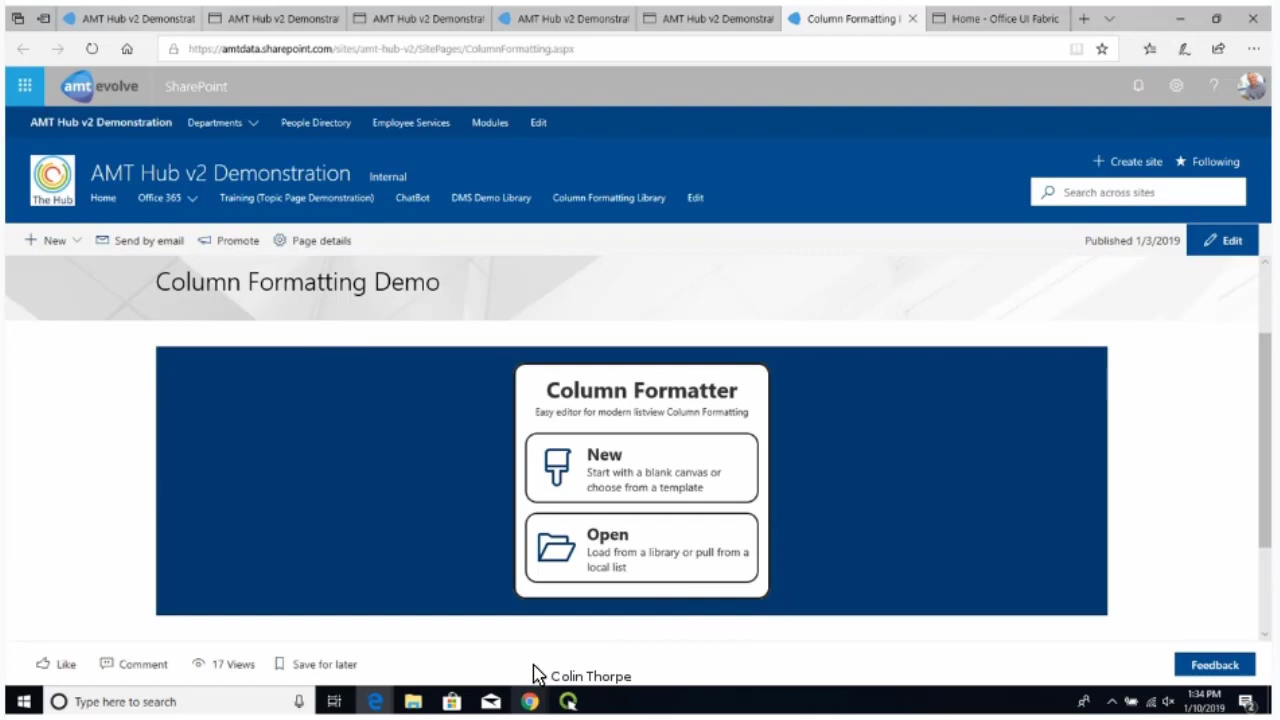 AMT Hub v2 Demonstrat
AMT Hub v2 Demonstra
AMT Hub v2 Demonstrat
AMT Hub v2 Demonstrat
AMT Hub v2 Demonstrat
Column Formatting
Home - Office UI Fabric
https://amtdata.sharepoint.com/sites/amt-hub-v2/SitePages/ColumnFormatting.aspx
amt evolve SharePoint
AMT Hub v2 Demonstration Departments People Directory Employee Services Modules Edit
AMT Hub v2 Demonstration Internal
The Hub
Home Office 365 Training (Topic Page Demonstration) ChatBot DMS Demo Library Column Formatting Library Edit
Create site Following
Search across sites
New Send by email Promote Page details Published 1/3/2019 Edit
Column Formatting Demo
Column Formatter
Easy editor for modern listview Column Formatting
New
Start with a blank canvas or
choose from a template
Open
Load from a library or pull from a
local list
Like Comment 17 Views Save for later Feedback
Colin Thorpe
Type here to search
1:34 PM
1/10/2019
2